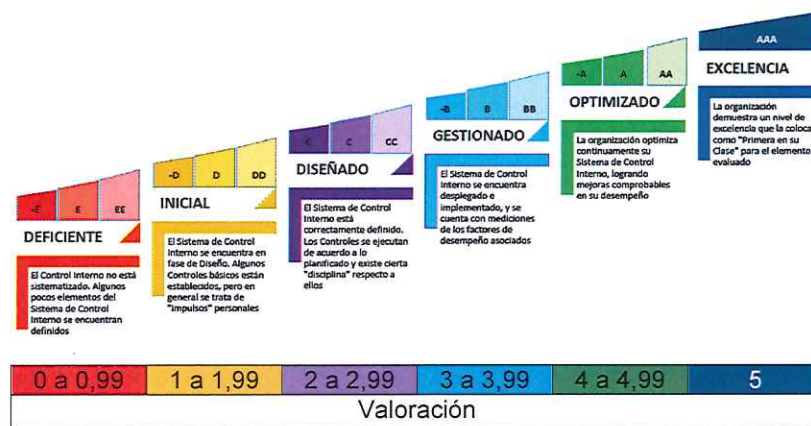 -E E EE
DEFICIENTE
El Control Interno no está
sistematizado. Algunos
pocos elementos del
Sistema de Control
Interno se encuentran
definidos
-D D DD
INICIAL
El Sistema de Control
Interno se encuentra en
fase de Diseño. Algunos
Controles básicos están
establecidos, pero en
general se trata de
"impulsos" personales
C CC
DISEÑADO
El Sistema de Control
Interno está
correctamente definido.
Los Controles se ejecutan
de acuerdo a lo
planificado y existe cierta
"disciplina" respecto a
ellos
-B B BB
GESTIONADO
El Sistema de Control
Interno se encuentra
desplegado e
implementado, y se
cuenta con mediciones
de los factores de
desempeño asociados
-A A AA
OPTIMIZADO
La organización optimiza
continuamente su
Sistema de Control
Interno, logrando
mejoras comprobables
en su desempeño
AAA
EXCELENCIA
La organización
demuestra un nivel de
excelencia que la coloca
como "Primera en su
Clase" para el elemento
evaluado
0 a 0,99 1 a 1,99 2 a 2,99 3 a 3,99 4 a 4,99 5
Valoración